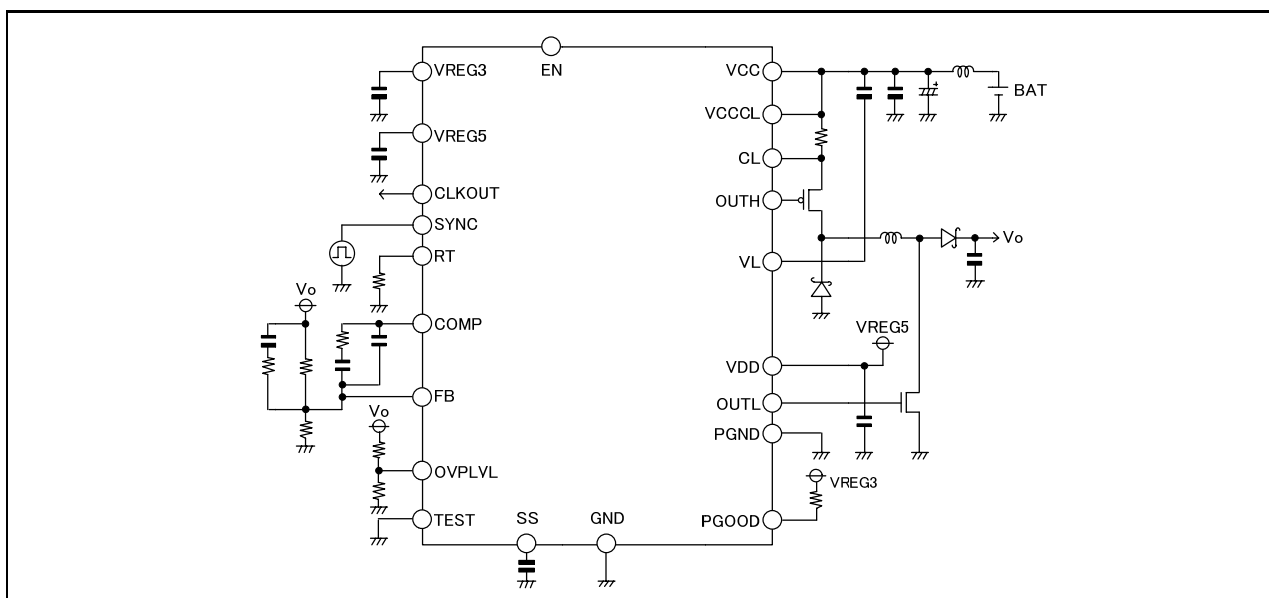 EN
VREG3
VREG5
CLKOUT
SYNC
RT
Vo
COMP
FB
Vo
OVPLVL
TEST
SS
GND
VCC
+
BAT
VCCCL
CL
OUTH
Vo
VL
VREG5
VDD
OUTL
PGND
VREG3
PGOOD